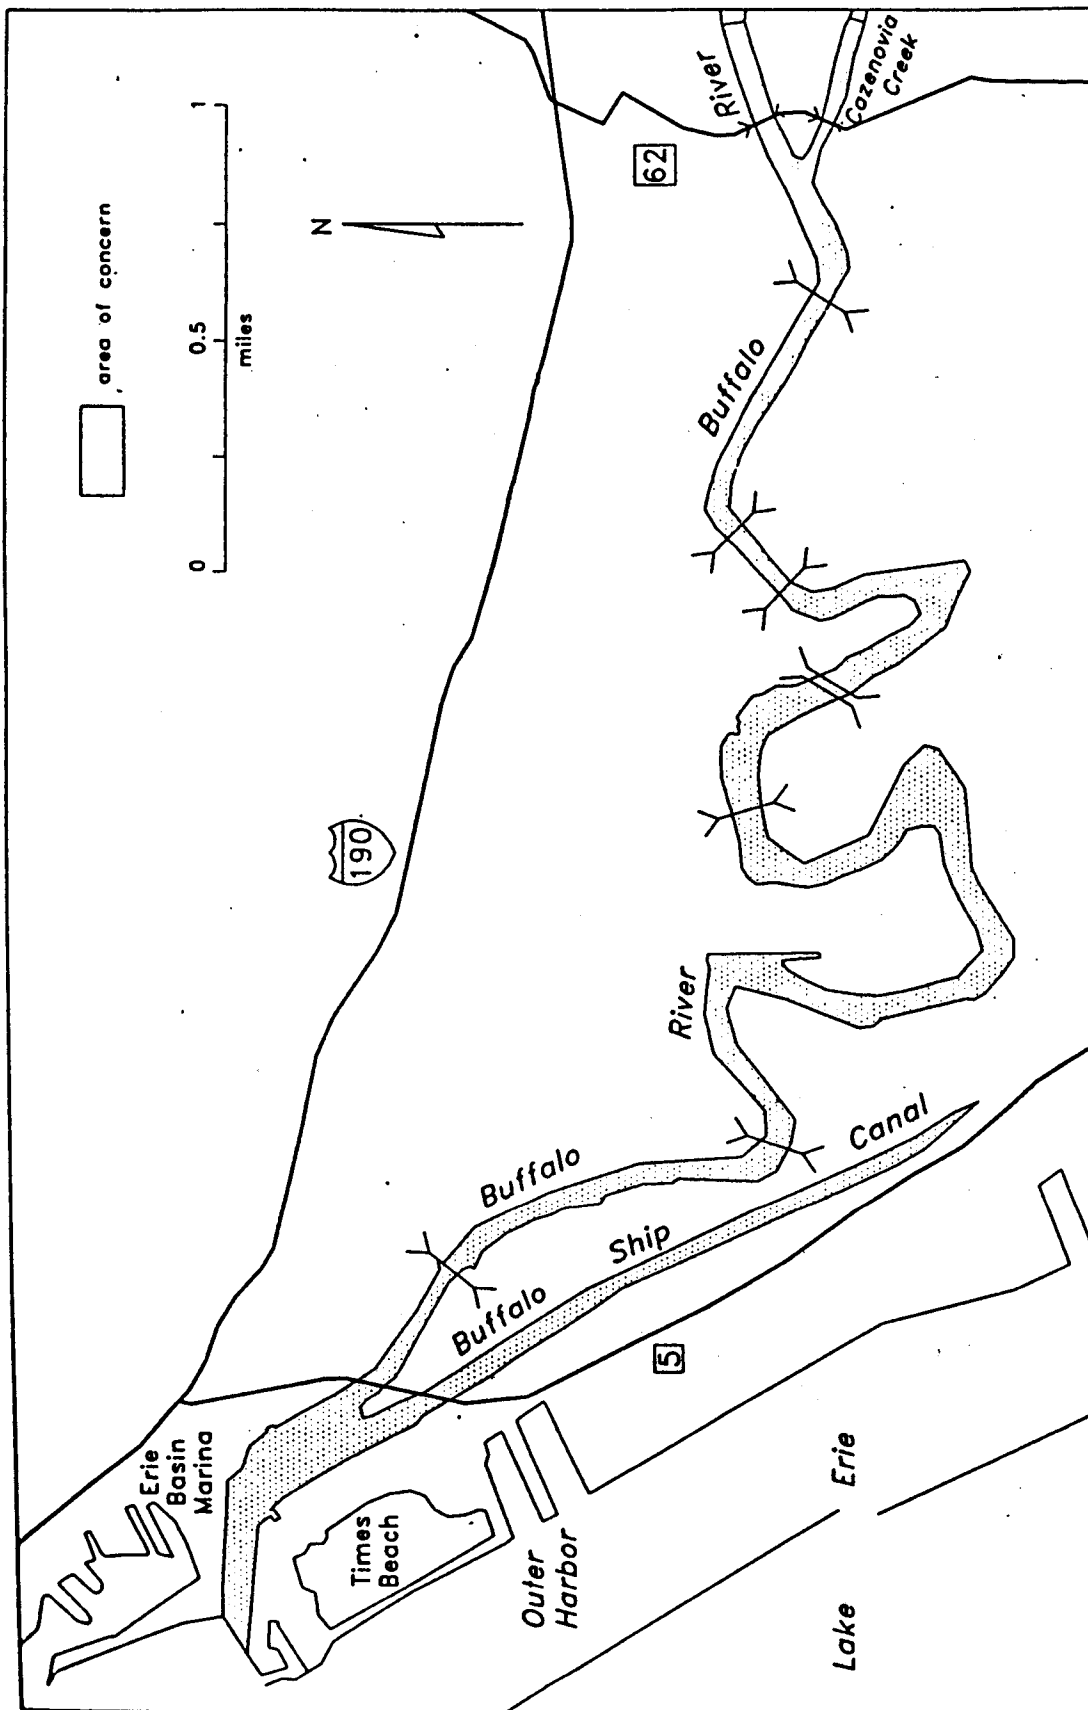 area of concern
0
0.5
1
miles
N
190
62
5
River
Cazenovia
Creek
Buffalo
River
Buffalo
Buffalo
Ship
Canal
Erie
Basin
Marina
Times
Beach
Outer
Harbor
Lake
Erie